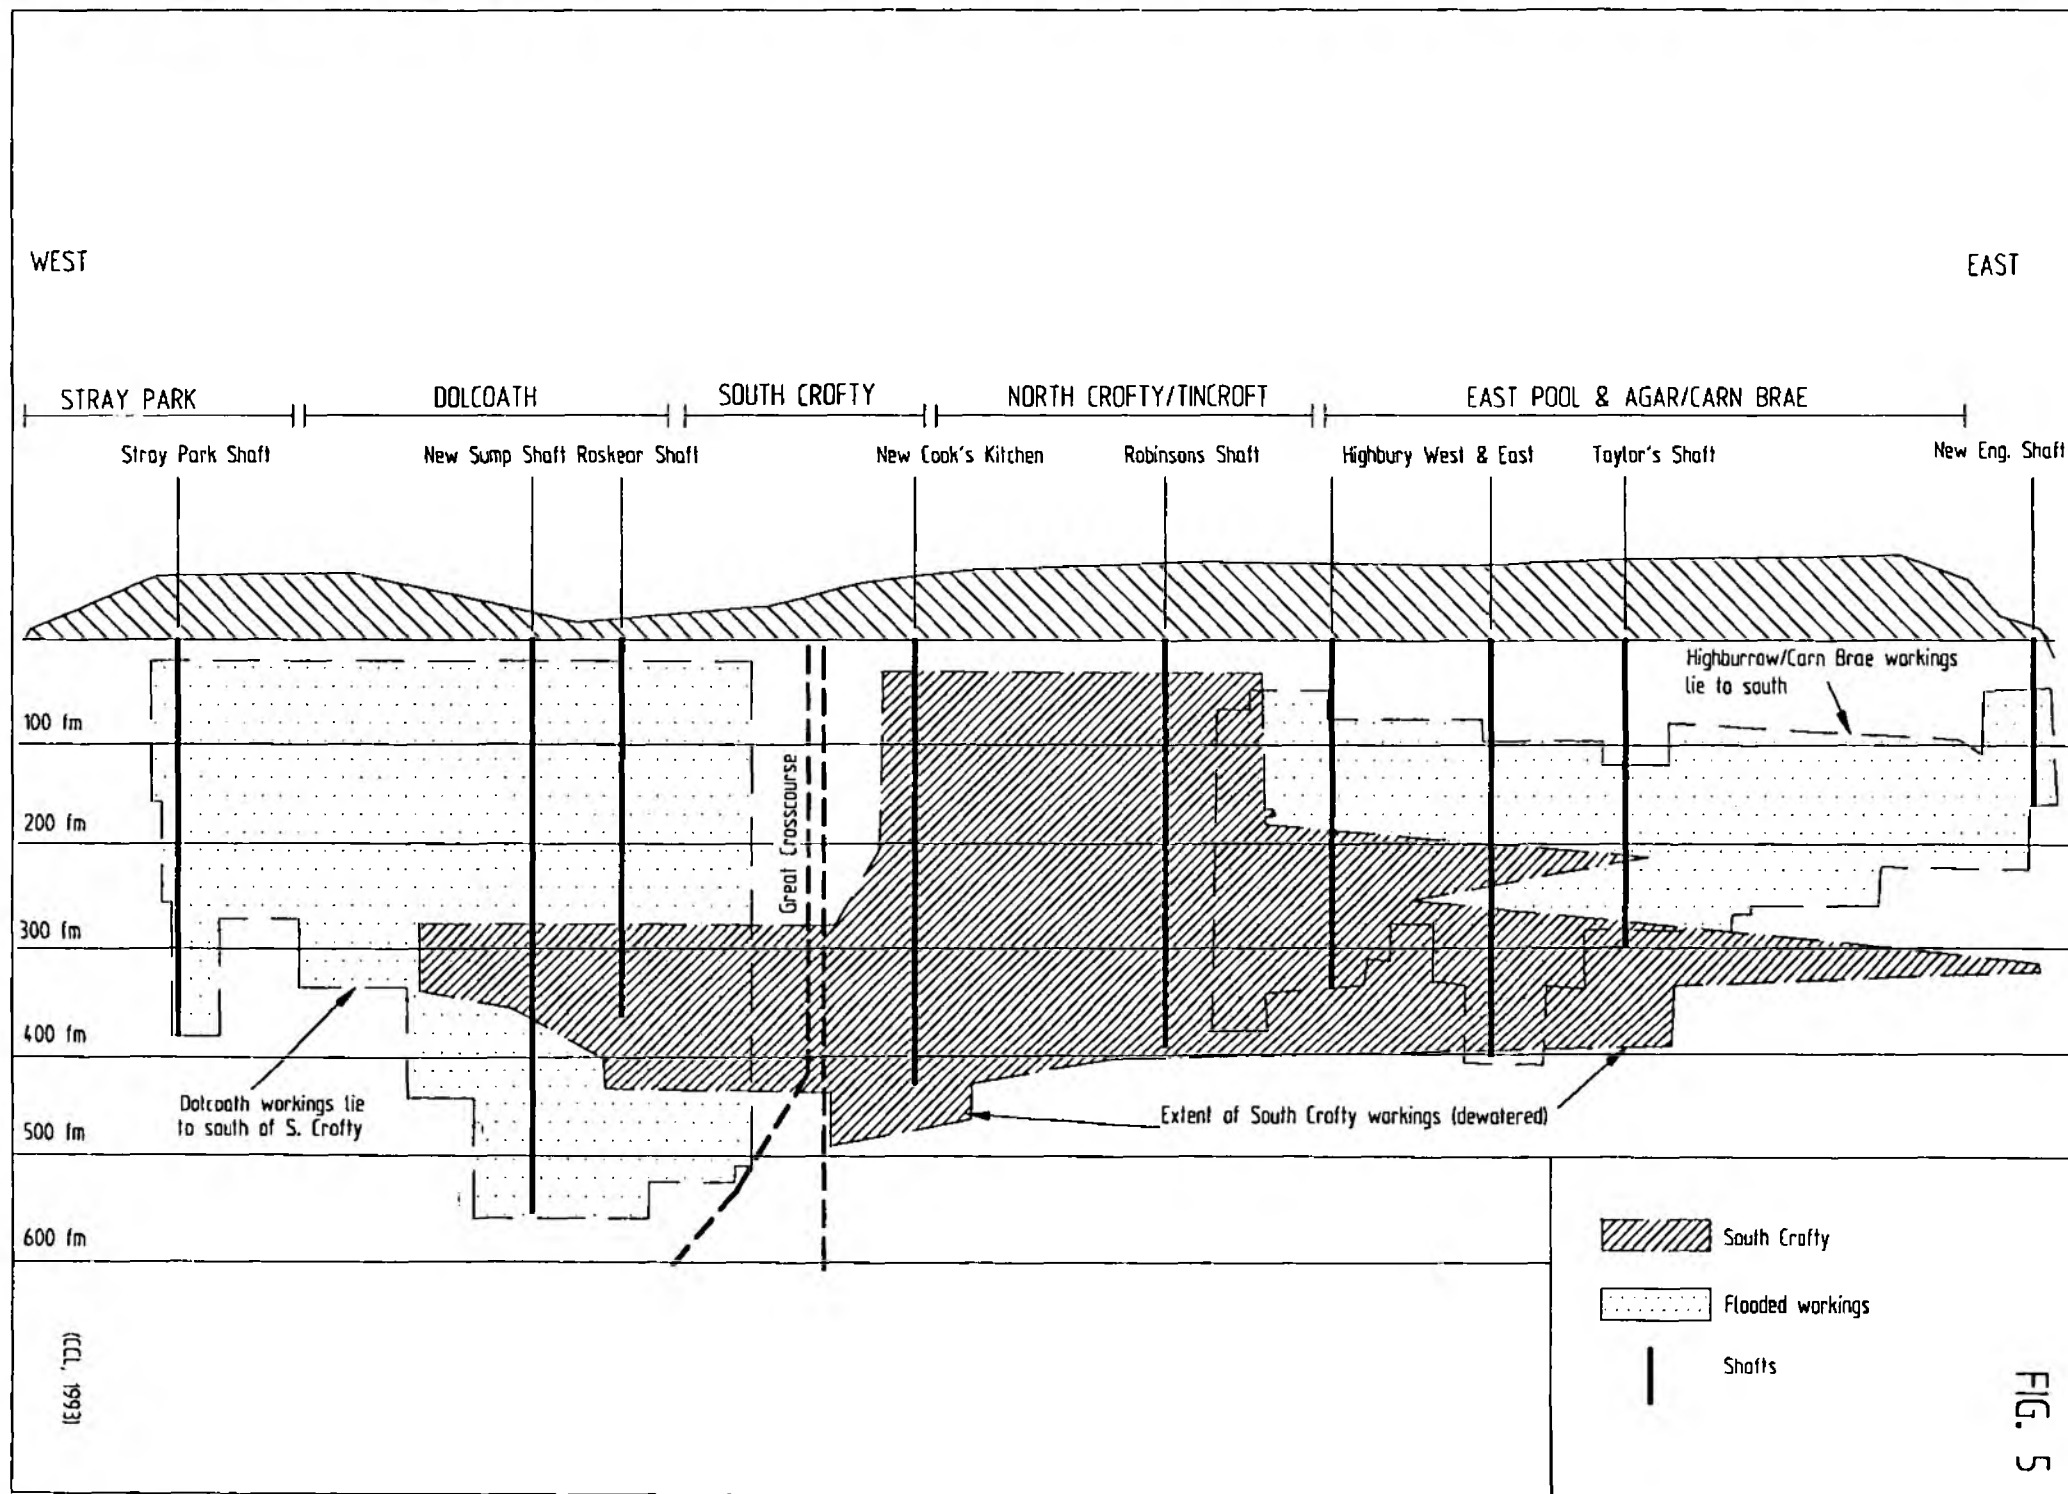 WEST
EAST
STRAY PARK
DOLCOATH
SOUTH CROFTY
NORTH CROFTY/TINCROFT
EAST POOL & AGAR/CARN BRAE
Stray Park Shaft
New Sump Shaft
Roskear Shaft
New Cook's Kitchen
Robinsons Shaft
Highbury West & East
Taylor's Shaft
New Eng. Shaft
Highburrow/Carn Brae workings
lie to south
100 fm
200 fm
300 fm
400 fm
500 fm
600 fm
Great Crosscourse
Dolcoath workings lie
to south of S. Crofty
Extent of South Crofty workings (dewatered)
South Crofty
Flooded workings
Shafts
(CCL, 1993)
FIG. 5